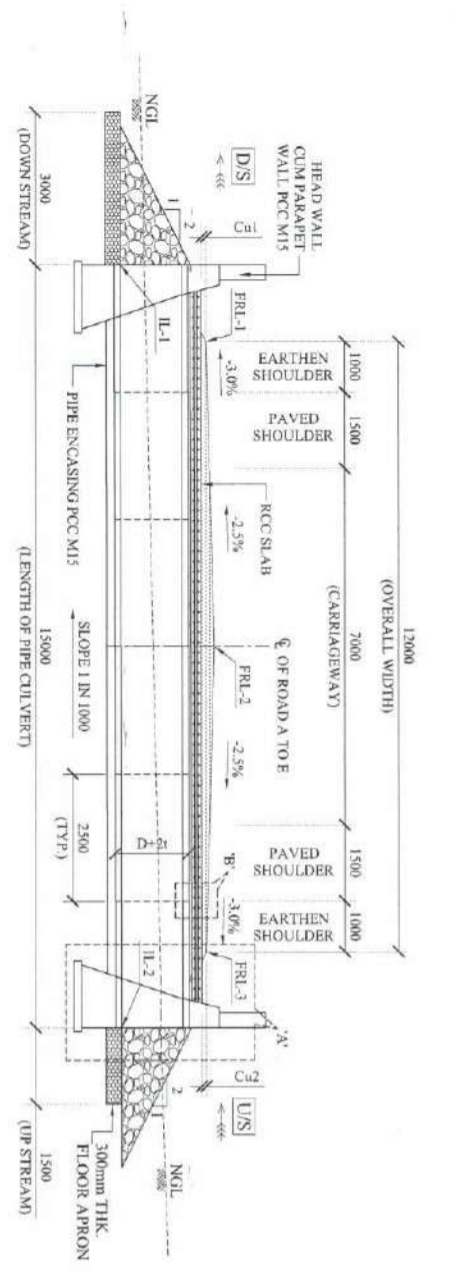 12000
(OVERALL WIDTH)
1000
EARTHEN
SHOULDER
1500
PAVED
SHOULDER
7000
(CARRIAGEWAY)
1500
PAVED
SHOULDER
1000
EARTHEN
SHOULDER
HEAD WALL
CUM PARAPET
WALL PCC M15
℄ OF ROAD A TO E
Cu1
FRL-1
-3.0%
RCC SLAB
-2.5%
FRL-2
-2.5%
'B'
-3.0%
FRL-3
'A'
Cu2
D/S
U/S
2
1
2
1
NGL
NGL
D+2t
IL-1
IL-2
PIPE ENCASING PCC M15
SLOPE 1 IN 1000
2500
(TYP.)
300mm THK.
FLOOR APRON
3000
(DOWN STREAM)
15000
(LENGTH OF PIPE CULVERT)
1500
(UP STREAM)